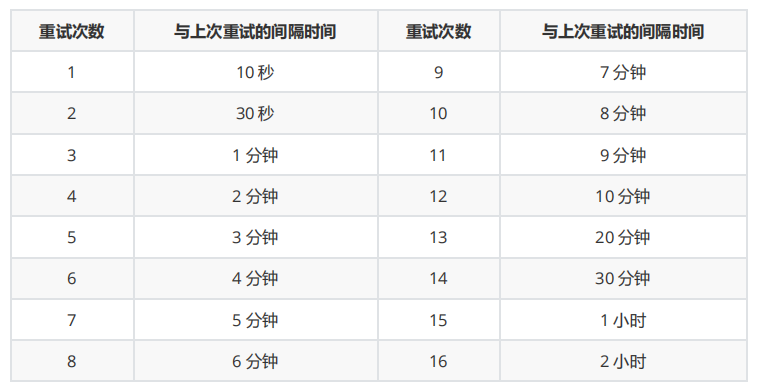 重试次数 与上次重试的间隔时间 重试次数 与上次重试的间隔时间
1 10 秒 9 7 分钟
2 30 秒 10 8 分钟
3 1 分钟 11 9 分钟
4 2 分钟 12 10 分钟
5 3 分钟 13 20 分钟
6 4 分钟 14 30 分钟
7 5 分钟 15 1 小时
8 6 分钟 16 2 小时